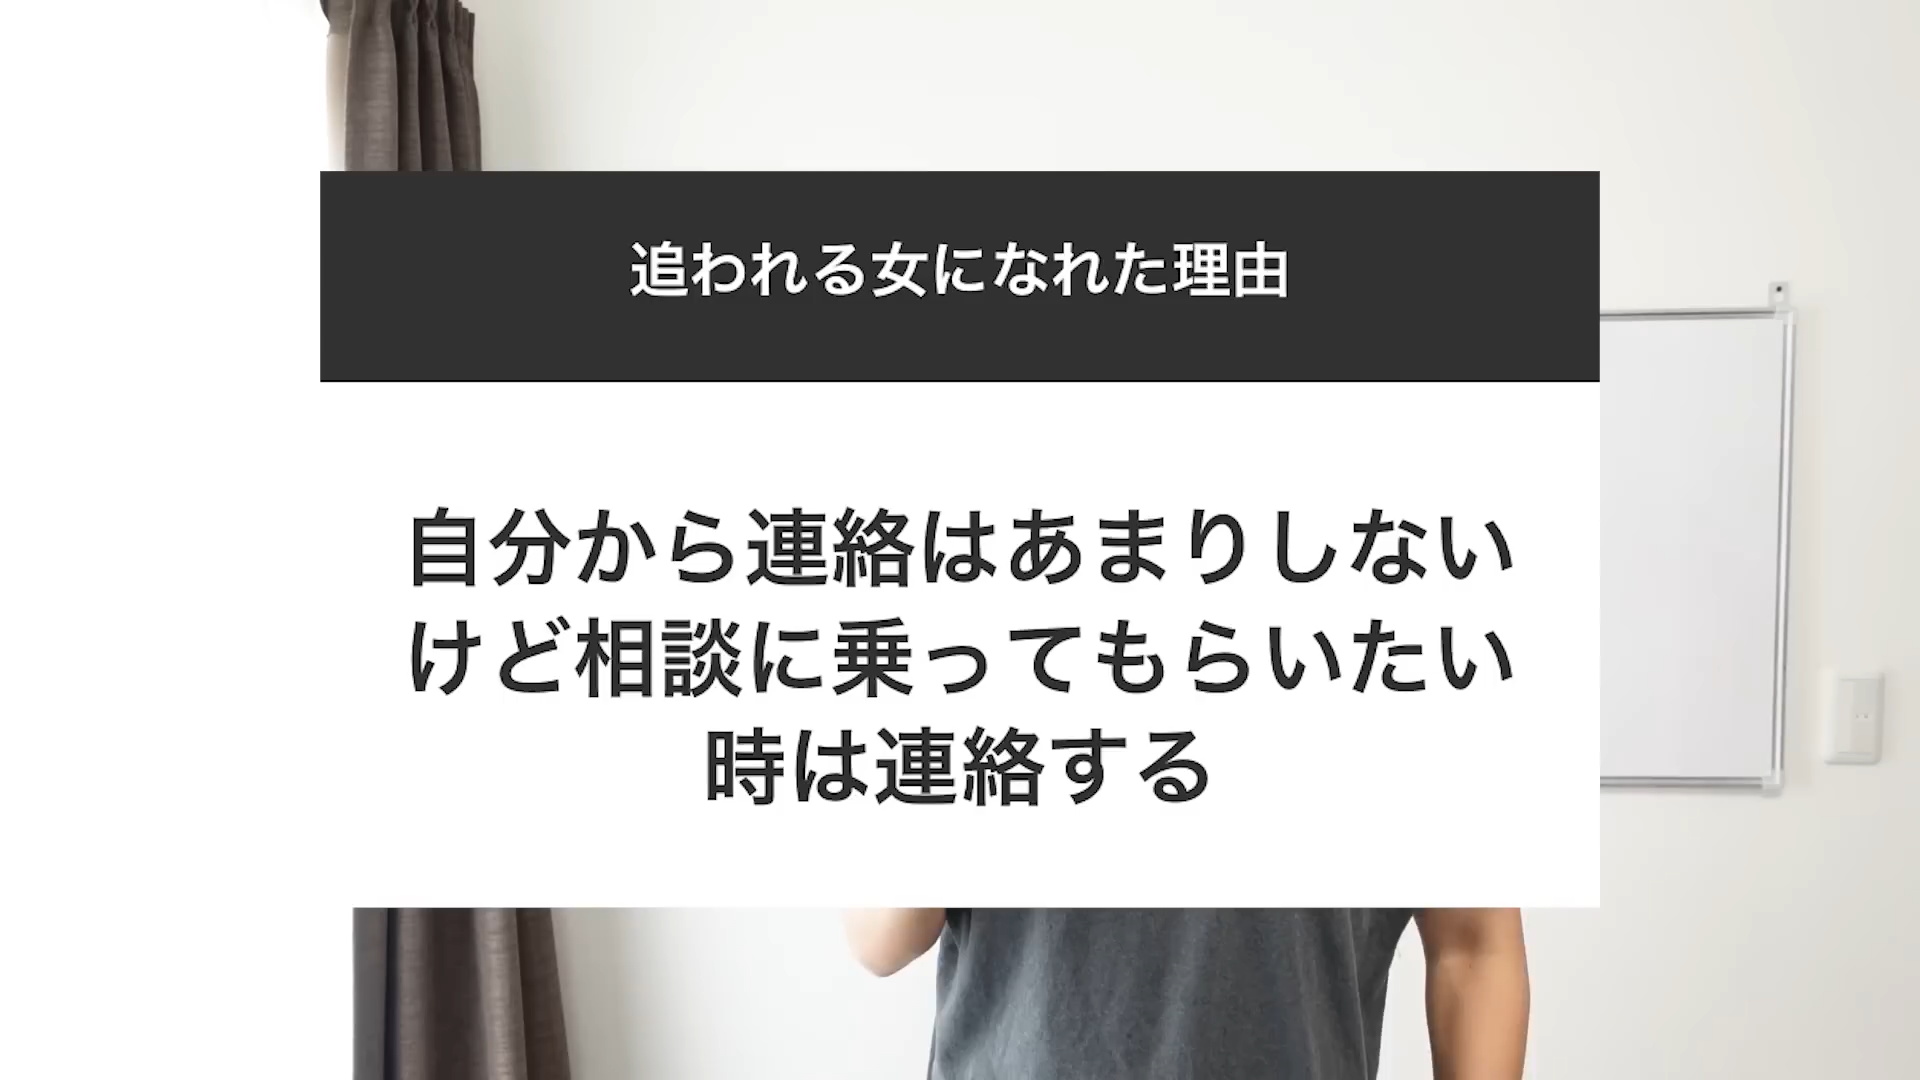 追われる女になれた理由
自分から連絡はあまりしない
けど相談に乗ってもらいたい
時は連絡する